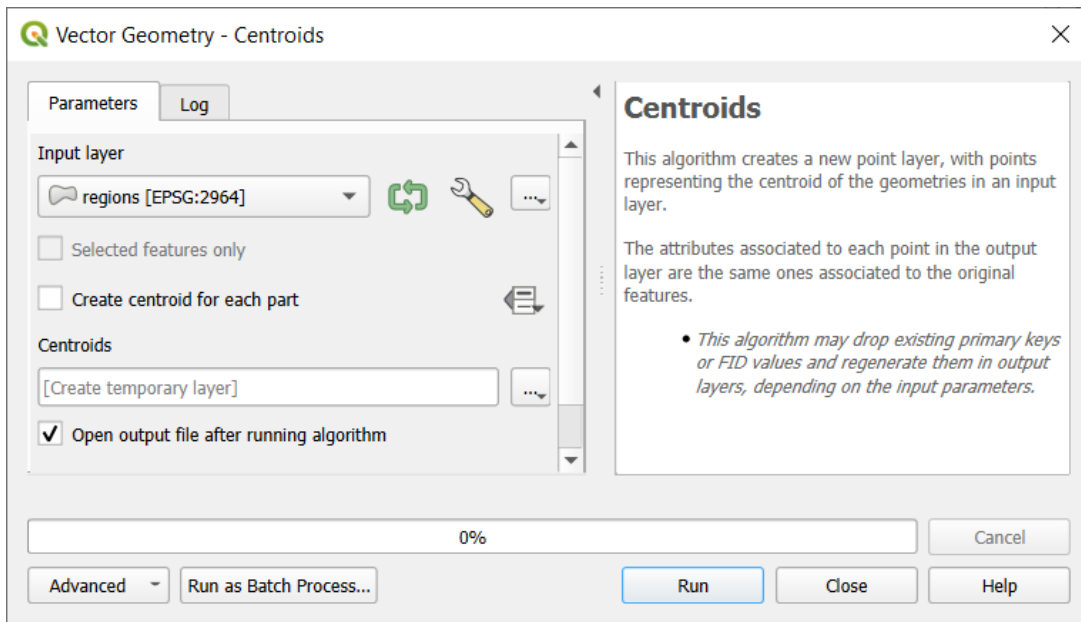 Vector Geometry - Centroids
Parameters
Log
Input layer
regions [EPSG:2964]
...
Selected features only
Create centroid for each part
Centroids
[Create temporary layer]
...
Open output file after running algorithm
Centroids
This algorithm creates a new point layer, with points
representing the centroid of the geometries in an input
layer.
The attributes associated to each point in the output
layer are the same ones associated to the original
features.
• This algorithm may drop existing primary keys
or FID values and regenerate them in output
layers, depending on the input parameters.
0%
Cancel
Advanced
Run as Batch Process...
Run
Close
Help